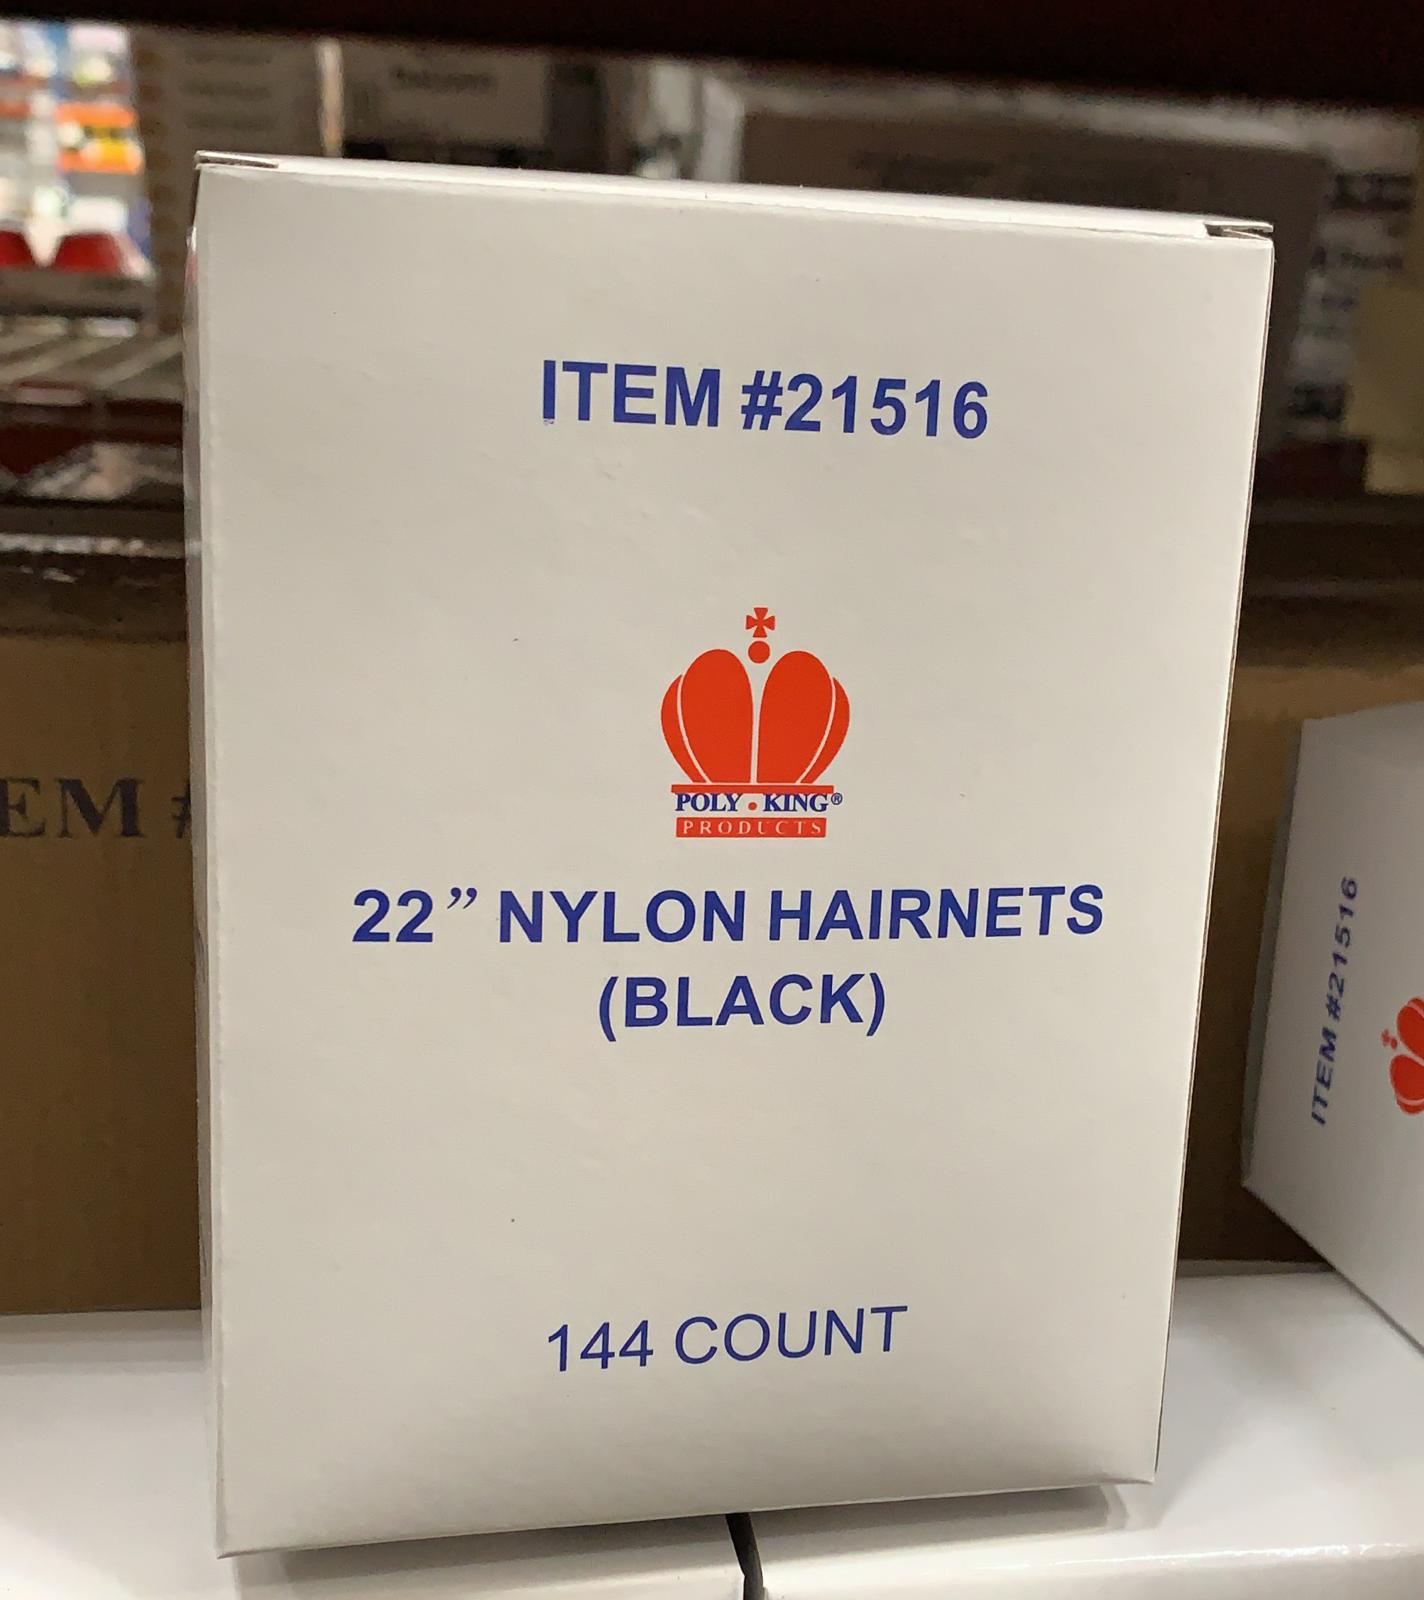 ITEM #21516
POLY • KING®
PRODUCTS
22” NYLON HAIRNETS
(BLACK)
144 COUNT
EM #
ITEM #21516